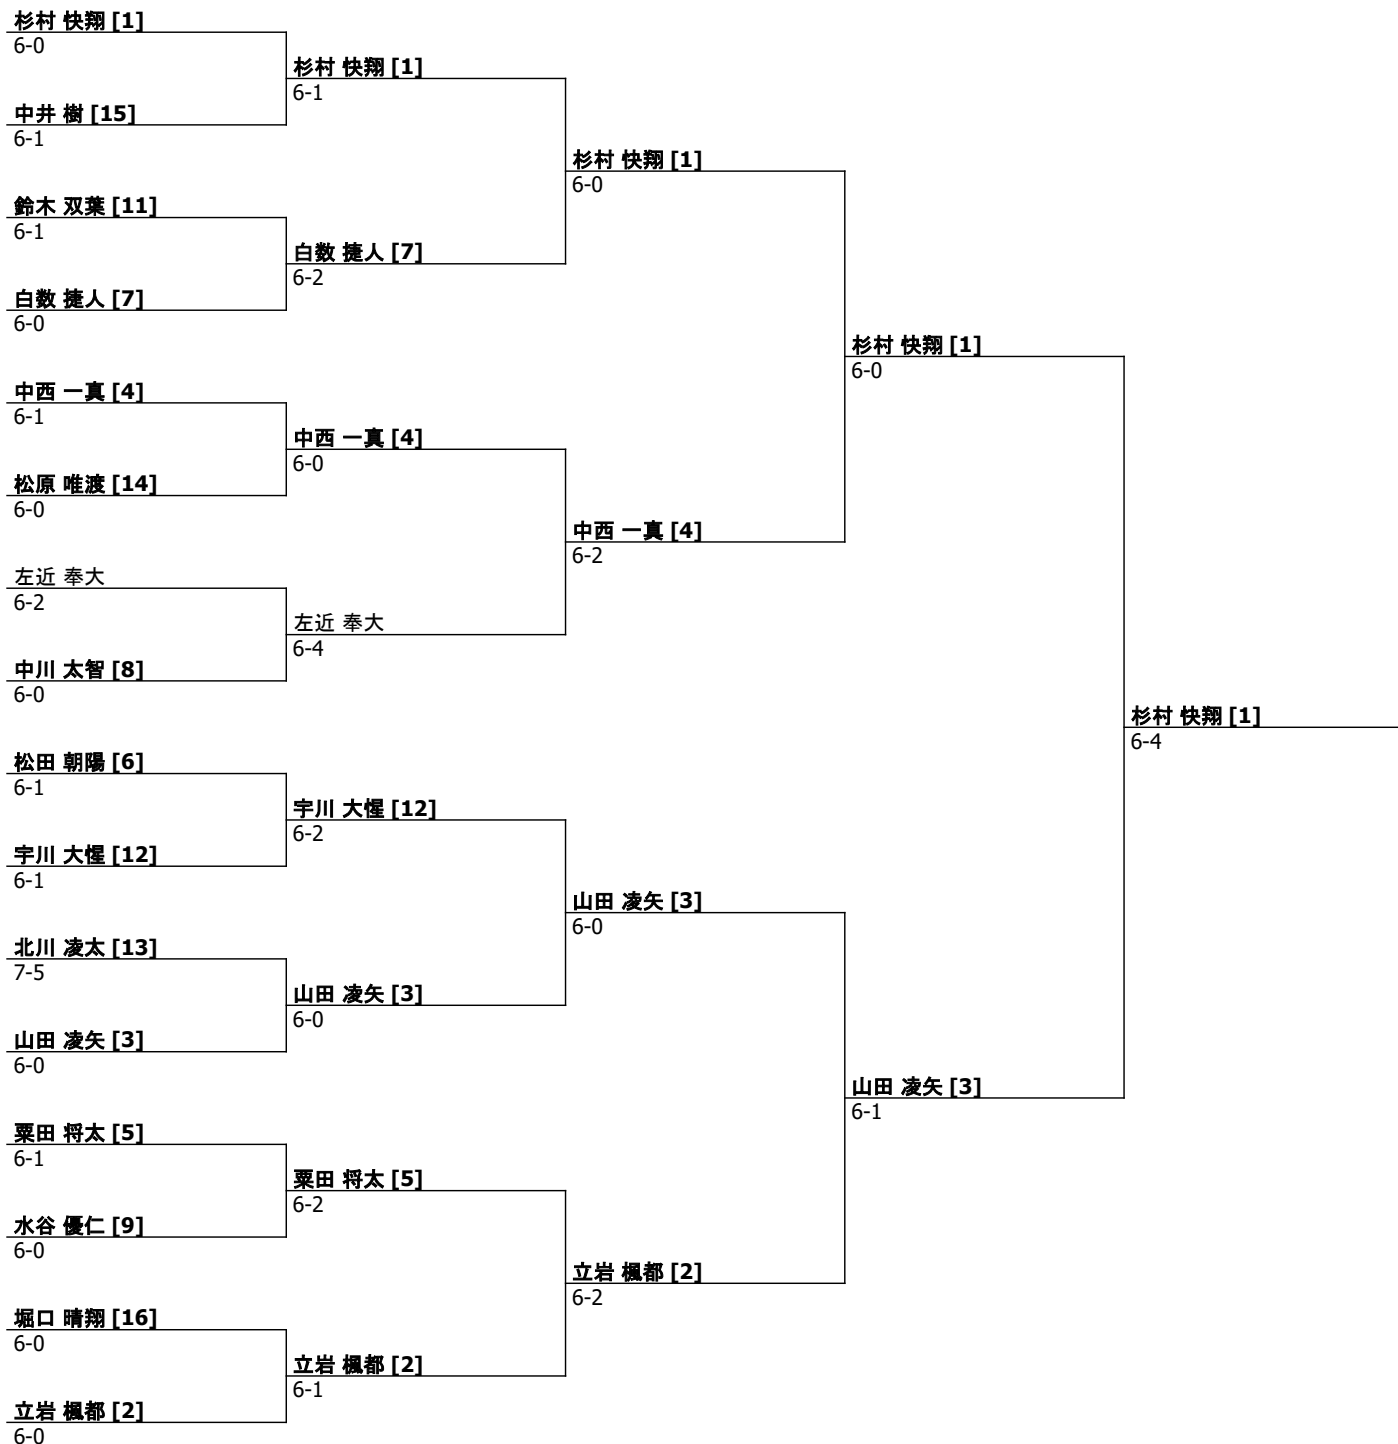 杉村 快翔 [1]
6-0
杉村 快翔 [1]
6-1
中井 樹 [15]
6-1
杉村 快翔 [1]
6-0
鈴木 双葉 [11]
6-1
白数 捷人 [7]
6-2
白数 捷人 [7]
6-0
杉村 快翔 [1]
6-0
中西 一真 [4]
6-1
中西 一真 [4]
6-0
松原 唯渡 [14]
6-0
中西 一真 [4]
6-2
左近 奉大
6-2
左近 奉大
6-4
中川 太智 [8]
6-0
杉村 快翔 [1]
6-4
松田 朝陽 [6]
6-1
宇川 大惺 [12]
6-2
宇川 大惺 [12]
6-1
山田 凌矢 [3]
6-0
北川 凌太 [13]
7-5
山田 凌矢 [3]
6-0
山田 凌矢 [3]
6-0
山田 凌矢 [3]
6-1
粟田 将太 [5]
6-1
粟田 将太 [5]
6-2
水谷 優仁 [9]
6-0
立岩 楓都 [2]
6-2
堀口 晴翔 [16]
6-0
立岩 楓都 [2]
6-1
立岩 楓都 [2]
6-0